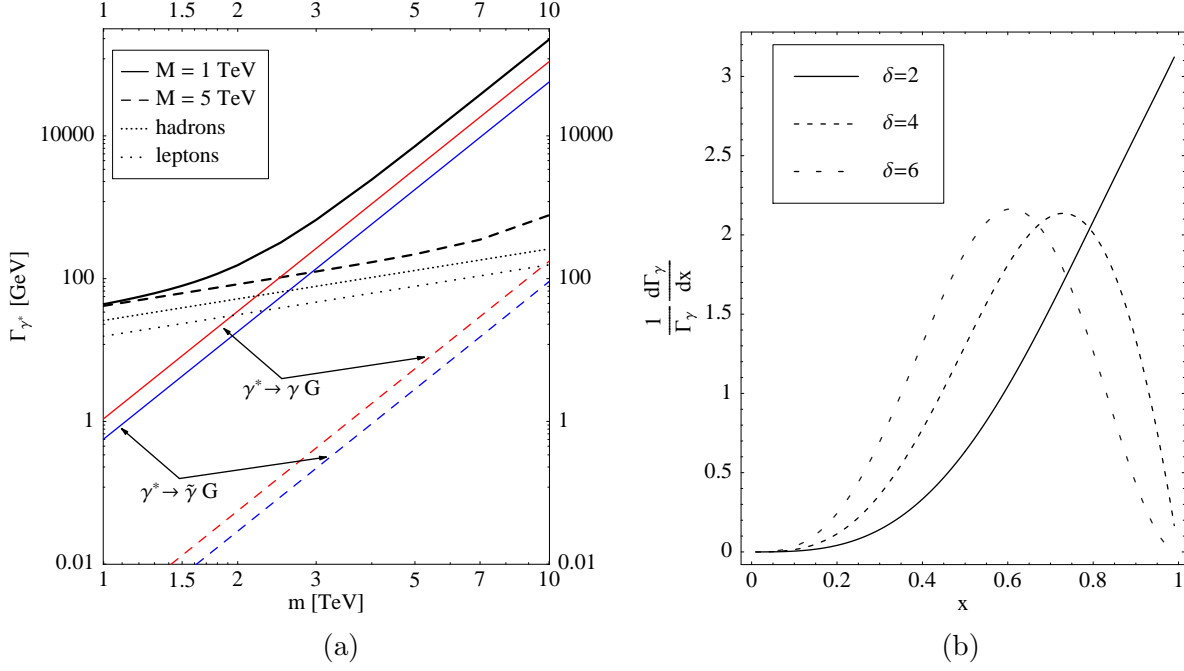 1 1.5 2 3 5 7 10
M = 1 TeV
M = 5 TeV
hadrons
leptons
10000 10000
100 100
1 1
0.01 0.01
Γγ* [GeV]
γ*→ γ G
γ*→ γ̃ G
1 1.5 2 3 5 7 10
m [TeV]
(a)
δ=2
δ=4
δ=6
3
2.5
2
1.5
1
0.5
0
1/Γγ dΓγ/dx
0 0.2 0.4 0.6 0.8 1
x
(b)